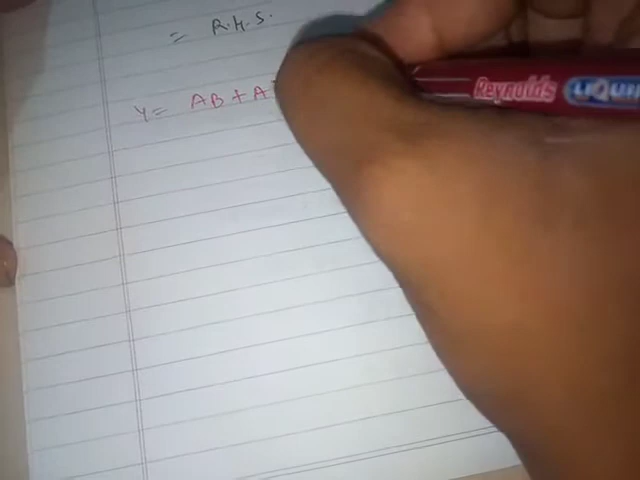 = R.H.S.
Y = AB + A
Reynolds
LIQUI